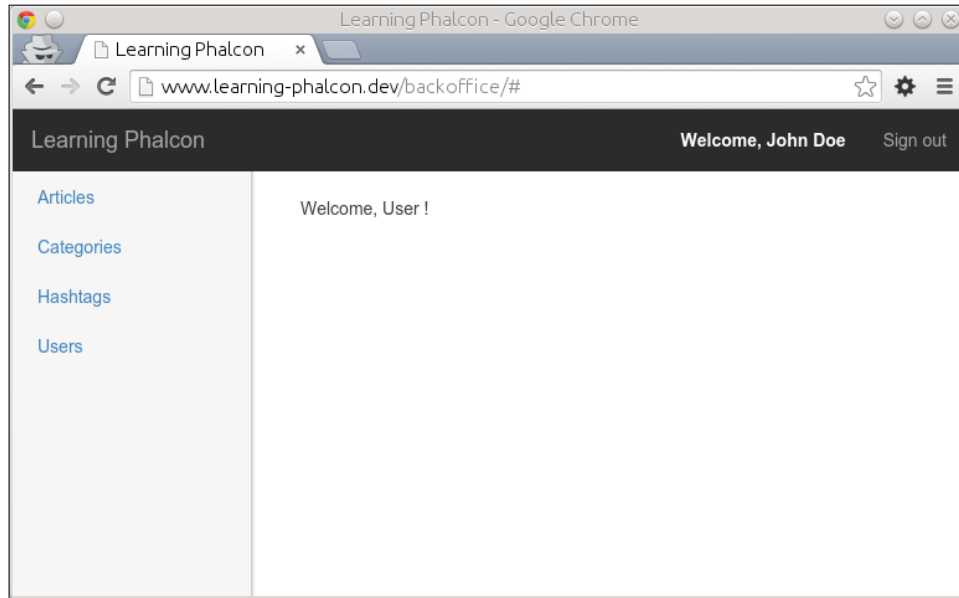 Learning Phalcon - Google Chrome
Learning Phalcon
www.learning-phalcon.dev/backoffice/#
Learning Phalcon Welcome, John Doe Sign out
Articles
Welcome, User !
Categories
Hashtags
Users